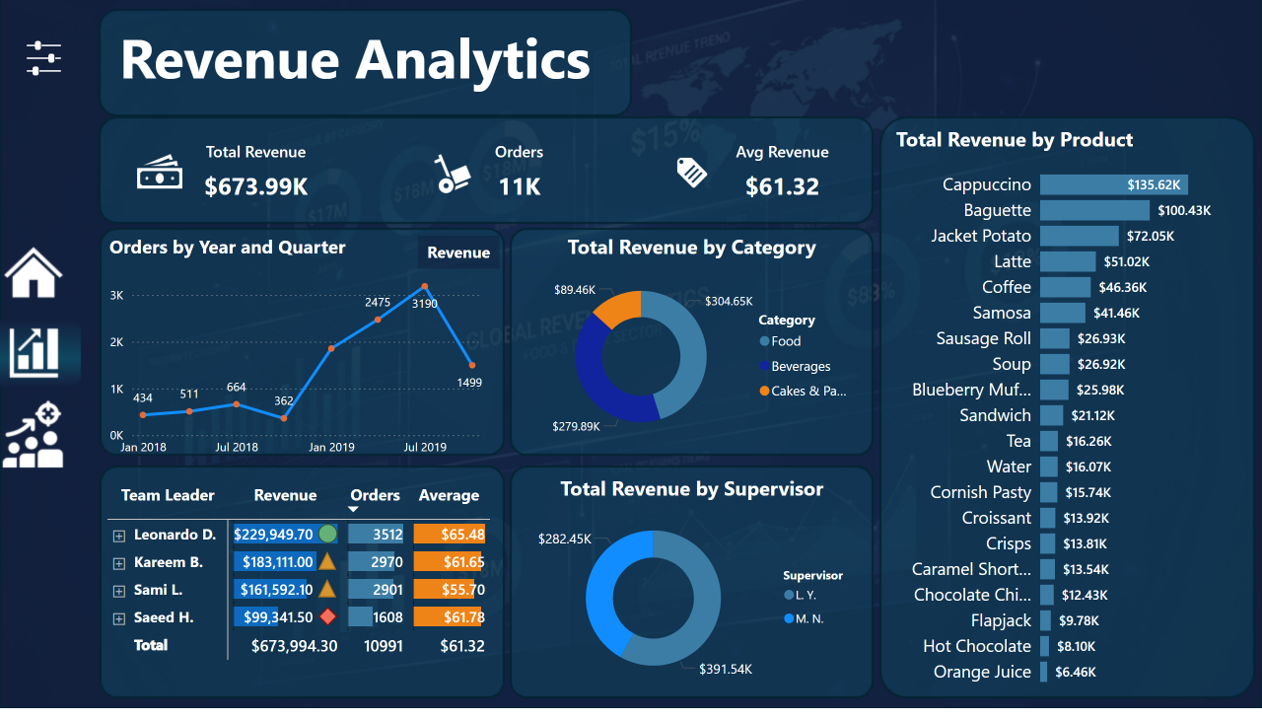 Revenue Analytics
Total Revenue
$673.99K
Orders
11K
Avg Revenue
$61.32
Orders by Year and Quarter
Revenue
3K
2K
1K
0K
434
511
664
362
2475
3190
1499
Jan 2018
Jul 2018
Jan 2019
Jul 2019
Total Revenue by Category
$89.46K
$304.65K
$279.89K
Category
Food
Beverages
Cakes & Pa...
Team Leader Revenue Orders Average
Leonardo D. $229,949.70 3512 $65.48
Kareem B. $183,111.00 2970 $61.65
Sami L. $161,592.10 2901 $55.70
Saeed H. $99,341.50 1608 $61.78
Total $673,994.30 10991 $61.32
Total Revenue by Supervisor
$282.45K
$391.54K
Supervisor
L. Y.
M. N.
Total Revenue by Product
Cappuccino $135.62K
Baguette $100.43K
Jacket Potato $72.05K
Latte $51.02K
Coffee $46.36K
Samosa $41.46K
Sausage Roll $26.93K
Soup $26.92K
Blueberry Muf... $25.98K
Sandwich $21.12K
Tea $16.26K
Water $16.07K
Cornish Pasty $15.74K
Croissant $13.92K
Crisps $13.81K
Caramel Short... $13.54K
Chocolate Chi... $12.43K
Flapjack $9.78K
Hot Chocolate $8.10K
Orange Juice $6.46K